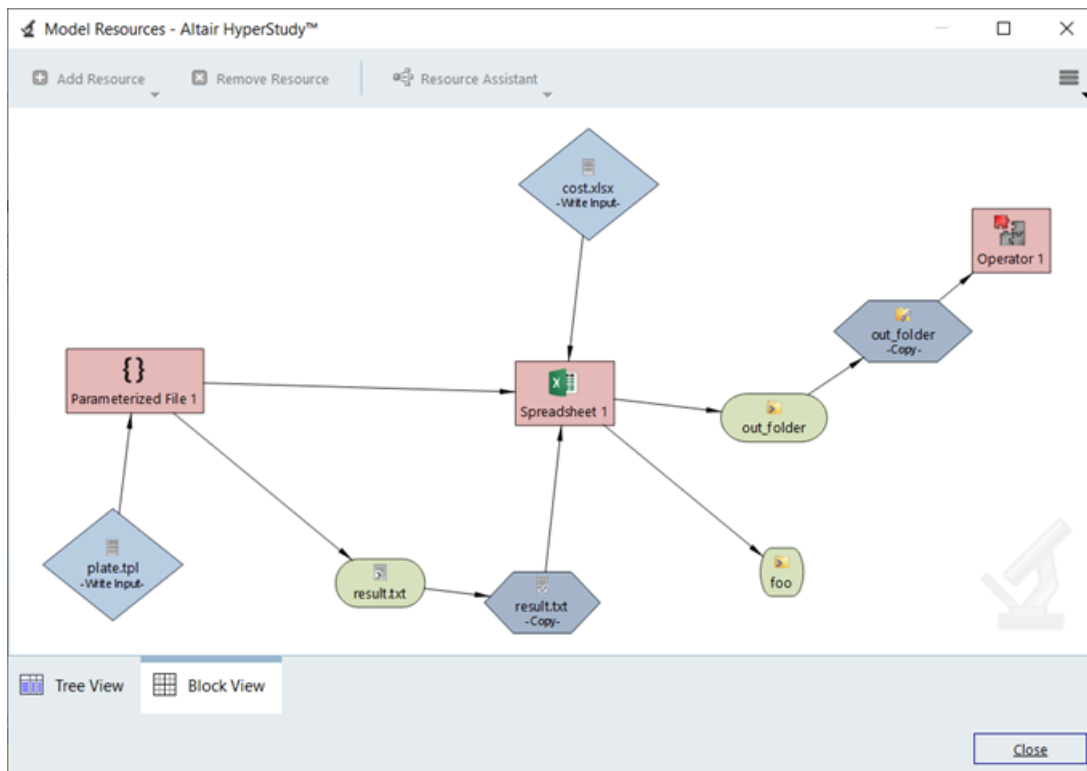 Model Resources - Altair HyperStudy™
Add Resource
Remove Resource
Resource Assistant
cost.xlsx
-Write Input-
Operator 1
out_folder
-Copy-
{}
Parameterized File 1
Spreadsheet 1
out_folder
plate.tpl
-Write Input-
result.txt
result.txt
-Copy-
foo
Tree View
Block View
Close